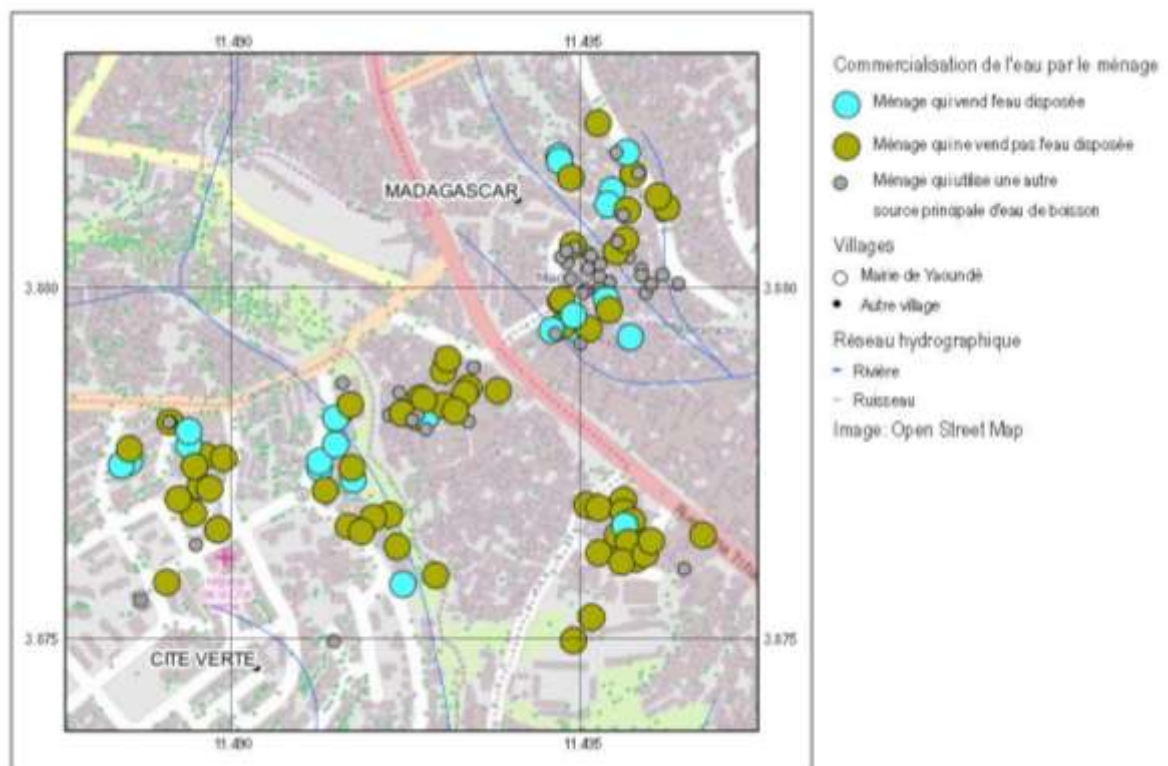 11.490 11.495
MADAGASCAR
3.880 3.880
3.875 3.875
CITE VERTE
11.490 11.495
Commercialisation de l'eau par le ménage
Ménage qui vend l'eau disposée
Ménage qui ne vend pas l'eau disposée
Ménage qui utilise une autre
source principale d'eau de boisson
Villages
Mairie de Yaoundé
Autre village
Réseau hydrographique
Rivière
Ruisseau
Image: Open Street Map